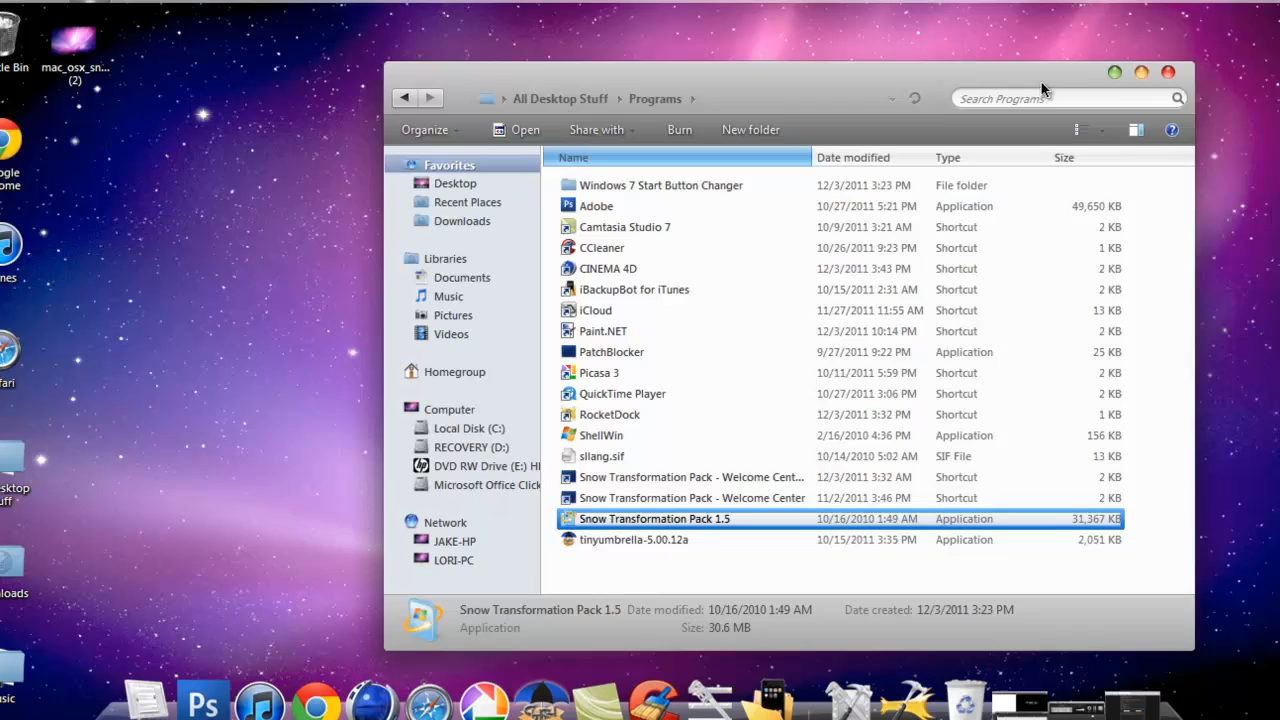 cle Bin
mac_osx_sn...
(2)
ogle
ome
nes
fari
esktop
uff
nloads
usic
All Desktop Stuff
Programs
Search Programs
Organize
Open
Share with
Burn
New folder
Favorites
Desktop
Recent Places
Downloads
Libraries
Documents
Music
Pictures
Videos
Homegroup
Computer
Local Disk (C:)
RECOVERY (D:)
DVD RW Drive (E:) H
Microsoft Office Click
Network
JAKE-HP
LORI-PC
Name Date modified Type Size
Windows 7 Start Button Changer 12/3/2011 3:23 PM File folder
Adobe 10/27/2011 5:21 PM Application 49,650 KB
Camtasia Studio 7 10/9/2011 3:21 AM Shortcut 2 KB
CCleaner 10/26/2011 9:23 PM Shortcut 1 KB
CINEMA 4D 12/3/2011 3:43 PM Shortcut 2 KB
iBackupBot for iTunes 10/15/2011 2:31 AM Shortcut 2 KB
iCloud 11/27/2011 11:55 AM Shortcut 13 KB
Paint.NET 12/3/2011 10:14 PM Shortcut 2 KB
PatchBlocker 9/27/2011 9:22 PM Application 25 KB
Picasa 3 10/11/2011 5:59 PM Shortcut 2 KB
QuickTime Player 10/27/2011 3:06 PM Shortcut 2 KB
RocketDock 12/3/2011 3:32 PM Shortcut 1 KB
ShellWin 2/16/2010 4:36 PM Application 156 KB
sllang.sif 10/14/2010 5:02 AM SIF File 13 KB
Snow Transformation Pack - Welcome Cent... 12/3/2011 3:32 AM Shortcut 2 KB
Snow Transformation Pack - Welcome Center 11/2/2011 3:46 PM Shortcut 2 KB
Snow Transformation Pack 1.5 10/16/2010 1:49 AM Application 31,367 KB
tinyumbrella-5.00.12a 10/15/2011 3:35 PM Application 2,051 KB
Snow Transformation Pack 1.5 Date modified: 10/16/2010 1:49 AM Date created: 12/3/2011 3:23 PM
Application Size: 30.6 MB
Ps